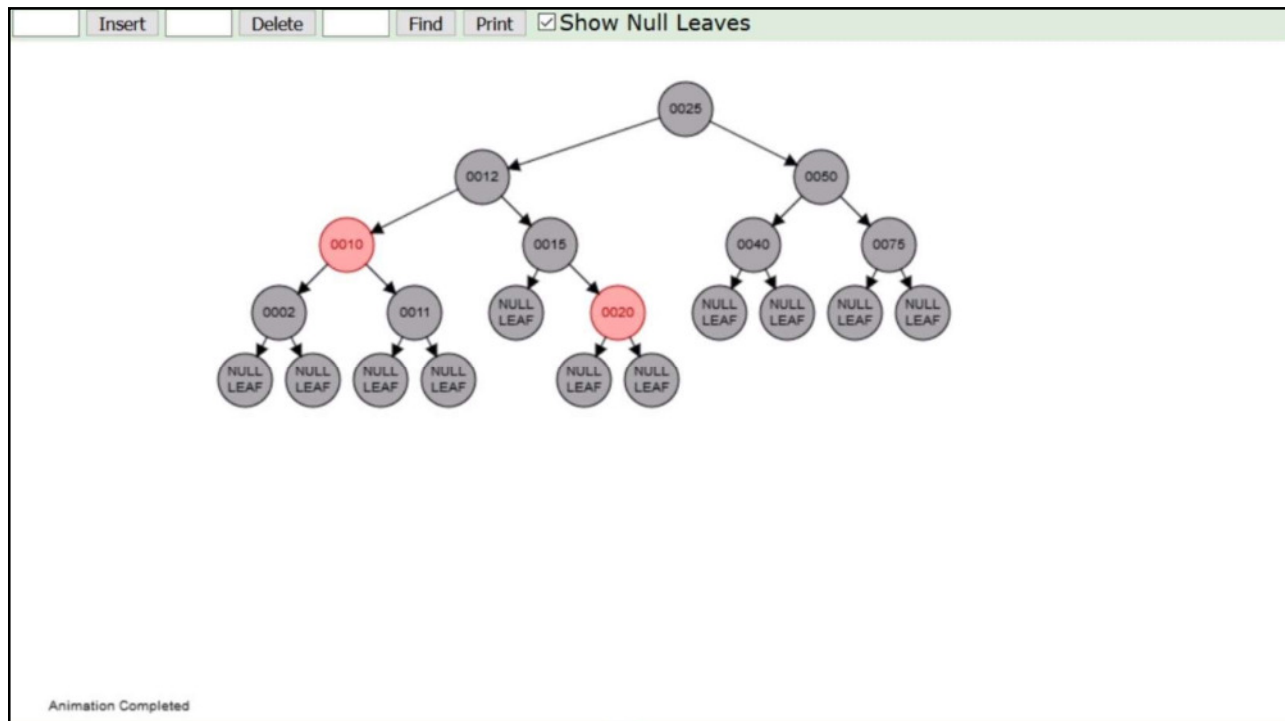 Insert Delete Find Print Show Null Leaves
0025
0012 0050
0010 0015 0040 0075
0002 0011 NULL LEAF 0020 NULL LEAF NULL LEAF NULL LEAF NULL LEAF
NULL LEAF NULL LEAF NULL LEAF NULL LEAF NULL LEAF NULL LEAF
Animation Completed